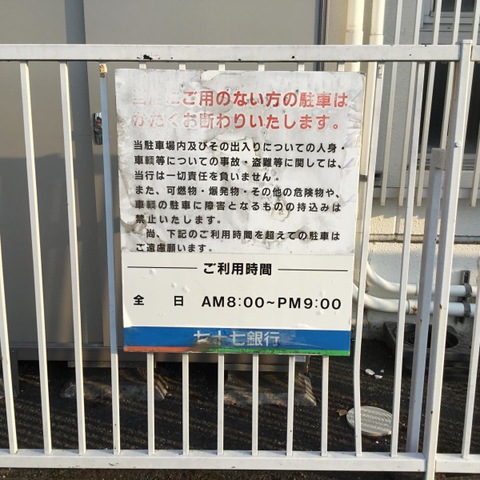 当店にご用のない方の駐車は
かたくお断わりいたします。
当駐車場内及びその出入りについての人身・
車輌等についての事故・盗難等に関しては、
当行は一切責任を負いません。
また、可燃物・爆発物・その他の危険物や、
車輌の駐車に障害となるものの持込みは
禁止いたします。
尚、下記のご利用時間を超えての駐車は
ご遠慮願います。
ご利用時間
全 日 AM8:00~PM9:00
七十七銀行